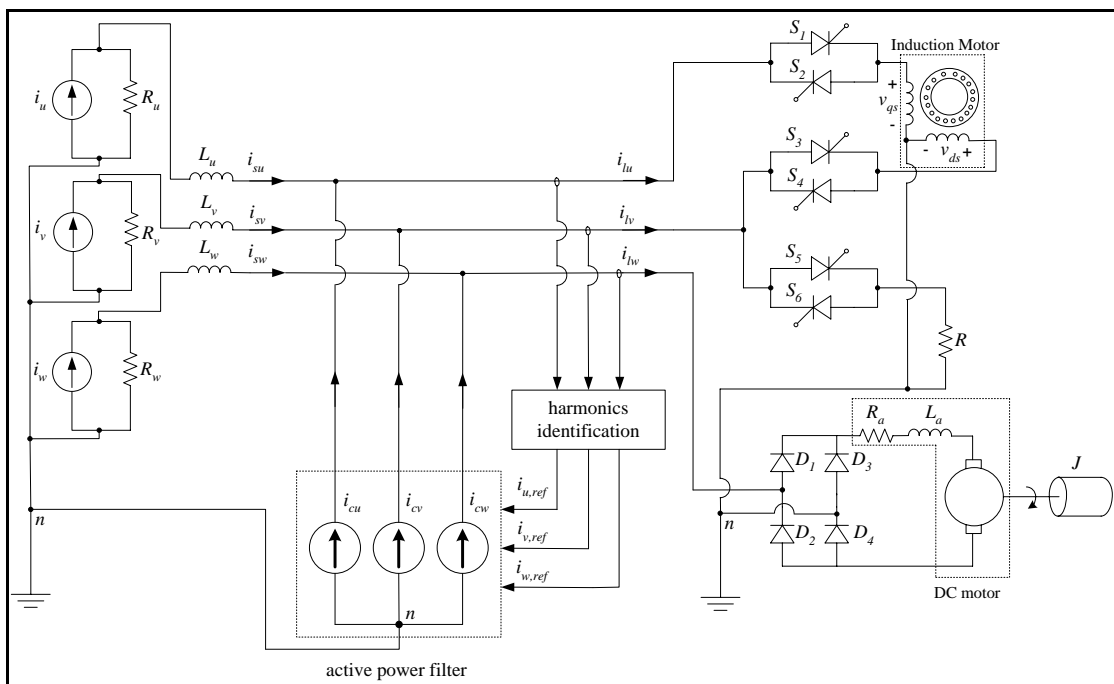 S1
S2
Induction Motor
+
vqs
-
- vds +
iu
Ru
Lu
isu
ilu
S3
S4
iv
Rv
Lv
isv
ilv
Lw
isw
ilw
S5
S6
iw
Rw
R
harmonics
identification
Ra
La
D1
D3
J
iu,ref
icu
icv
icw
n
n
iv,ref
D2
D4
iw,ref
DC motor
n
active power filter